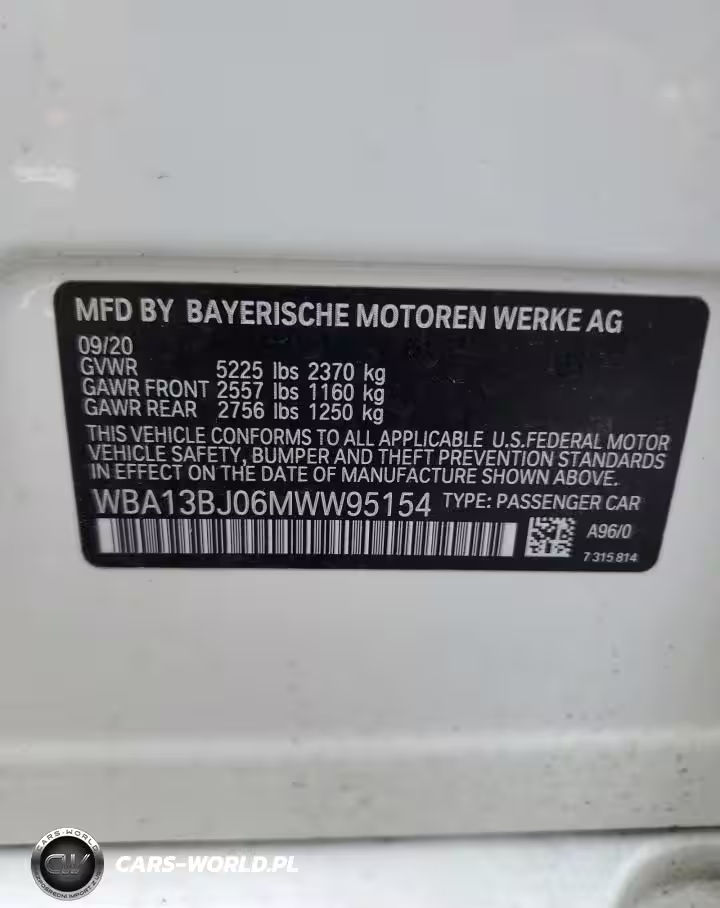 MFD BY BAYERISCHE MOTOREN WERKE AG
09/20
GVWR 5225 lbs 2370 kg
GAWR FRONT 2557 lbs 1160 kg
GAWR REAR 2756 lbs 1250 kg
THIS VEHICLE CONFORMS TO ALL APPLICABLE U.S.FEDERAL MOTOR
VEHICLE SAFETY, BUMPER AND THEFT PREVENTION STANDARDS
IN EFFECT ON THE DATE OF MANUFACTURE SHOWN ABOVE.
WBA13BJ06MWW95154 TYPE: PASSENGER CAR
A96/0
7 315 814
CARS-WORLD
CW
CARS-WORLD.PL